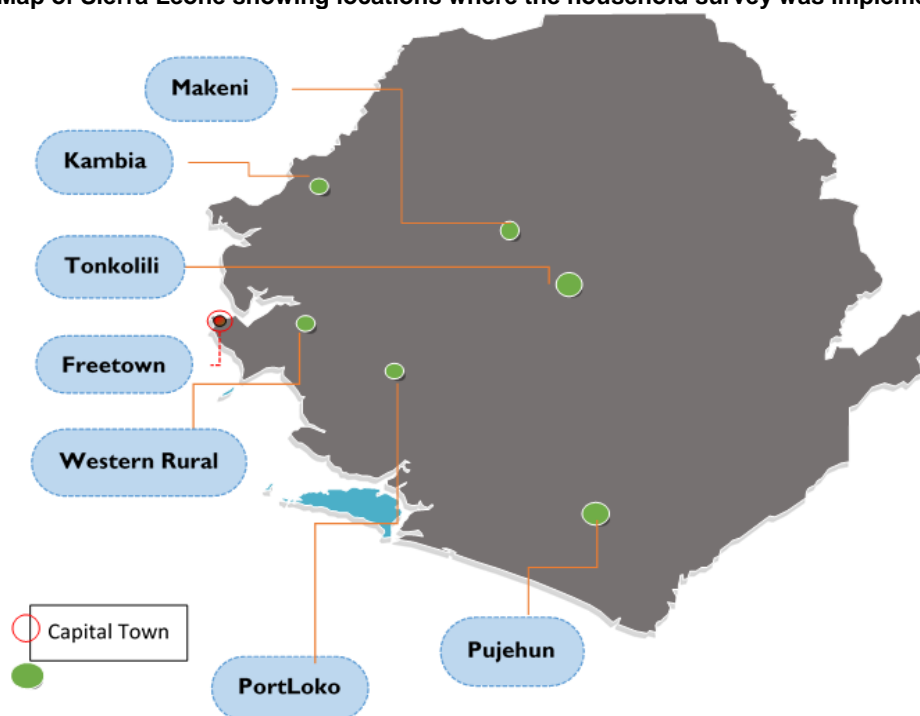 Map of Sierra Leone showing locations where the household survey was
Makeni
Kambia
Tonkolili
Freetown
Western Rural
Pujehun
PortLoko
Capital Town